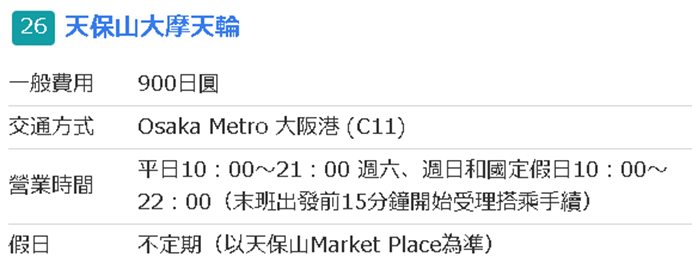 26 天保山大摩天輪
一般費用 900日圓
交通方式 Osaka Metro 大阪港 (C11)
營業時間 平日10：00～21：00 週六、週日和國定假日10：00～
22：00（末班出發前15分鐘開始受理搭乘手續）
假日 不定期（以天保山Market Place為準）